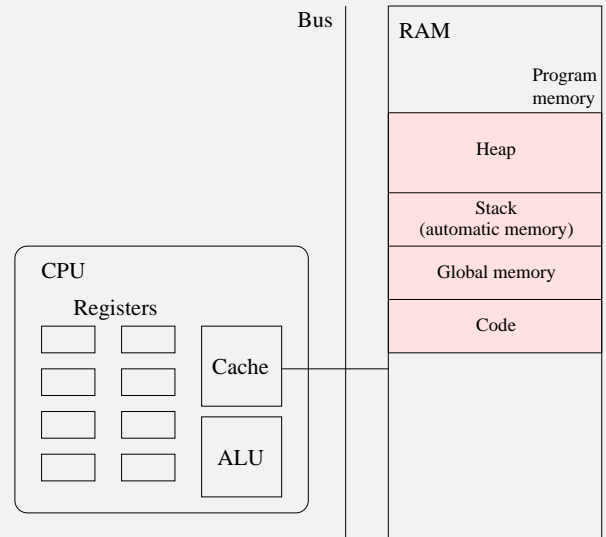 Bus
RAM
Program
memory
Heap
Stack
(automatic memory)
Global memory
Code
CPU
Registers
Cache
ALU